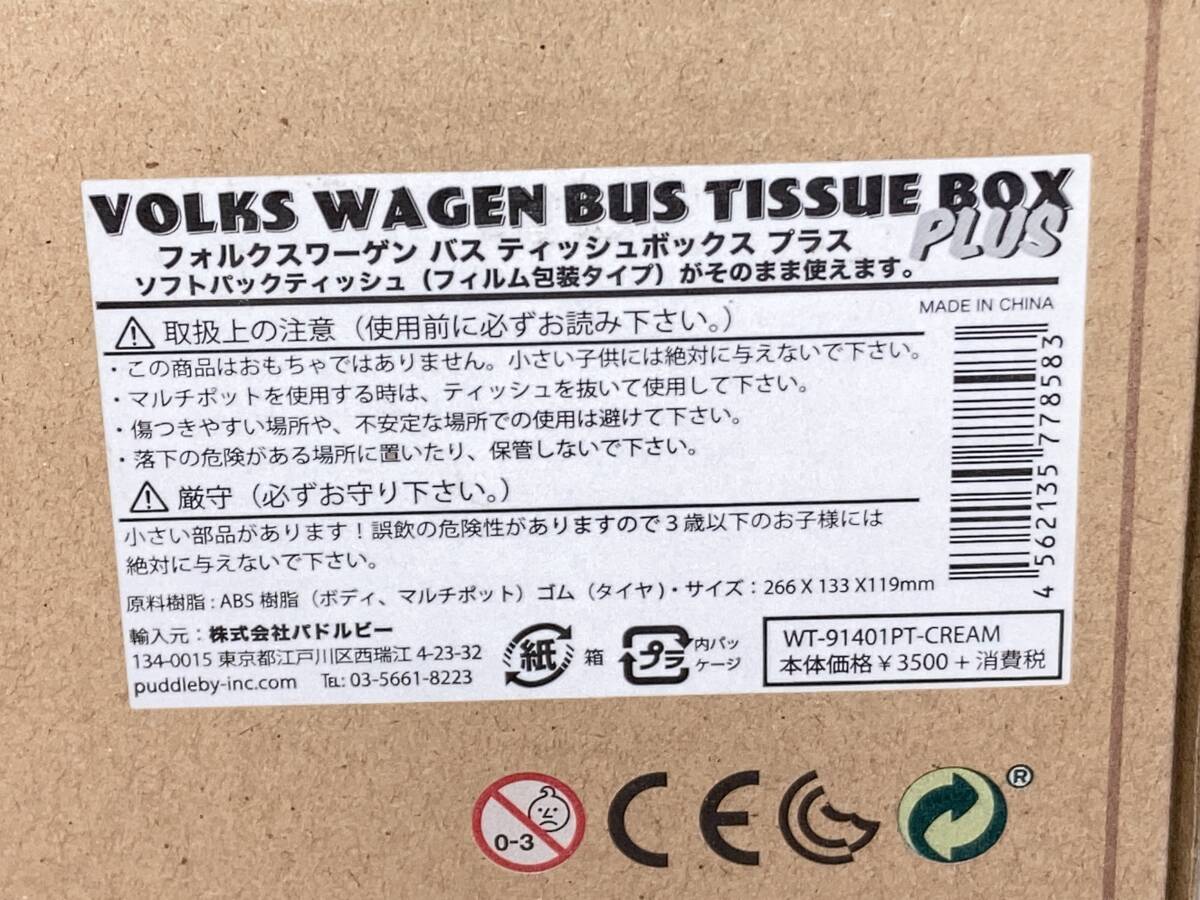 VOLKS WAGEN BUS TISSUE BOX
PLUS
フォルクスワーゲン バス ティッシュボックス プラス
ソフトパックティッシュ（フィルム包装タイプ）がそのまま使えます。
MADE IN CHINA
取扱上の注意（使用前に必ずお読み下さい。）
・この商品はおもちゃではありません。小さい子供には絶対に与えないで下さい。
・マルチポットを使用する時は、ティッシュを抜いて使用して下さい。
・傷つきやすい場所や、不安定な場所での使用は避けて下さい。
・落下の危険がある場所に置いたり、保管しないで下さい。
厳守（必ずお守り下さい。）
小さい部品があります！誤飲の危険性がありますので３歳以下のお子様には
絶対に与えないで下さい。
原料樹脂：ABS 樹脂（ボディ、マルチポット）ゴム（タイヤ）・サイズ：266 X 133 X119mm
4562135778583
輸入元：株式会社パドルビー
134-0015 東京都江戸川区西瑞江 4-23-32
puddleby-inc.com TEL: 03-5661-8223
紙 箱
プラ 内パッ
ケージ
WT-91401PT-CREAM
本体価格￥3500＋消費税
0-3
CE
®